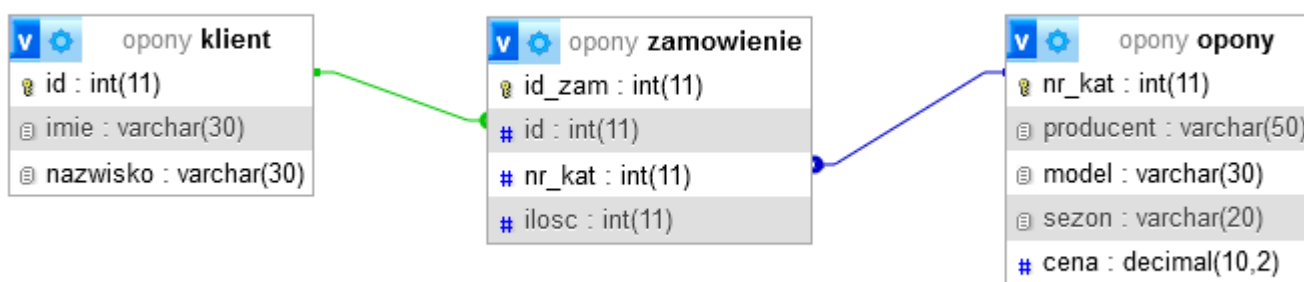 opony klient
id : int(11)
imie : varchar(30)
nazwisko : varchar(30)
opony zamowienie
id_zam : int(11)
id : int(11)
nr_kat : int(11)
ilosc : int(11)
opony opony
nr_kat : int(11)
producent : varchar(50)
model : varchar(30)
sezon : varchar(20)
cena : decimal(10,2)